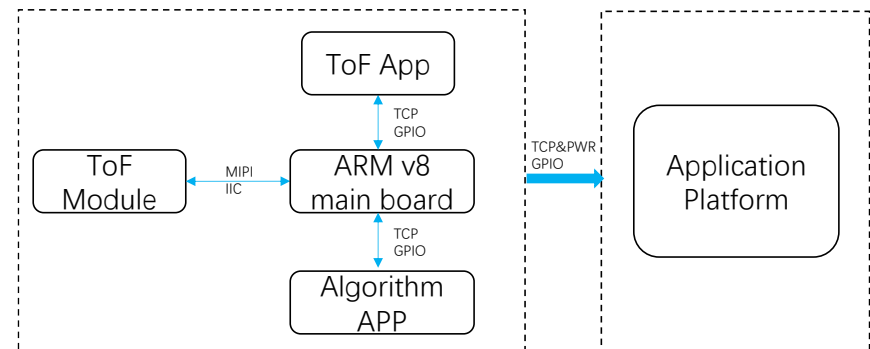 ToF App
TCP
GPIO
ToF
Module
MIPI
IIC
ARM v8
main board
TCP
GPIO
Algorithm
APP
TCP&PWR
GPIO
Application
Platform